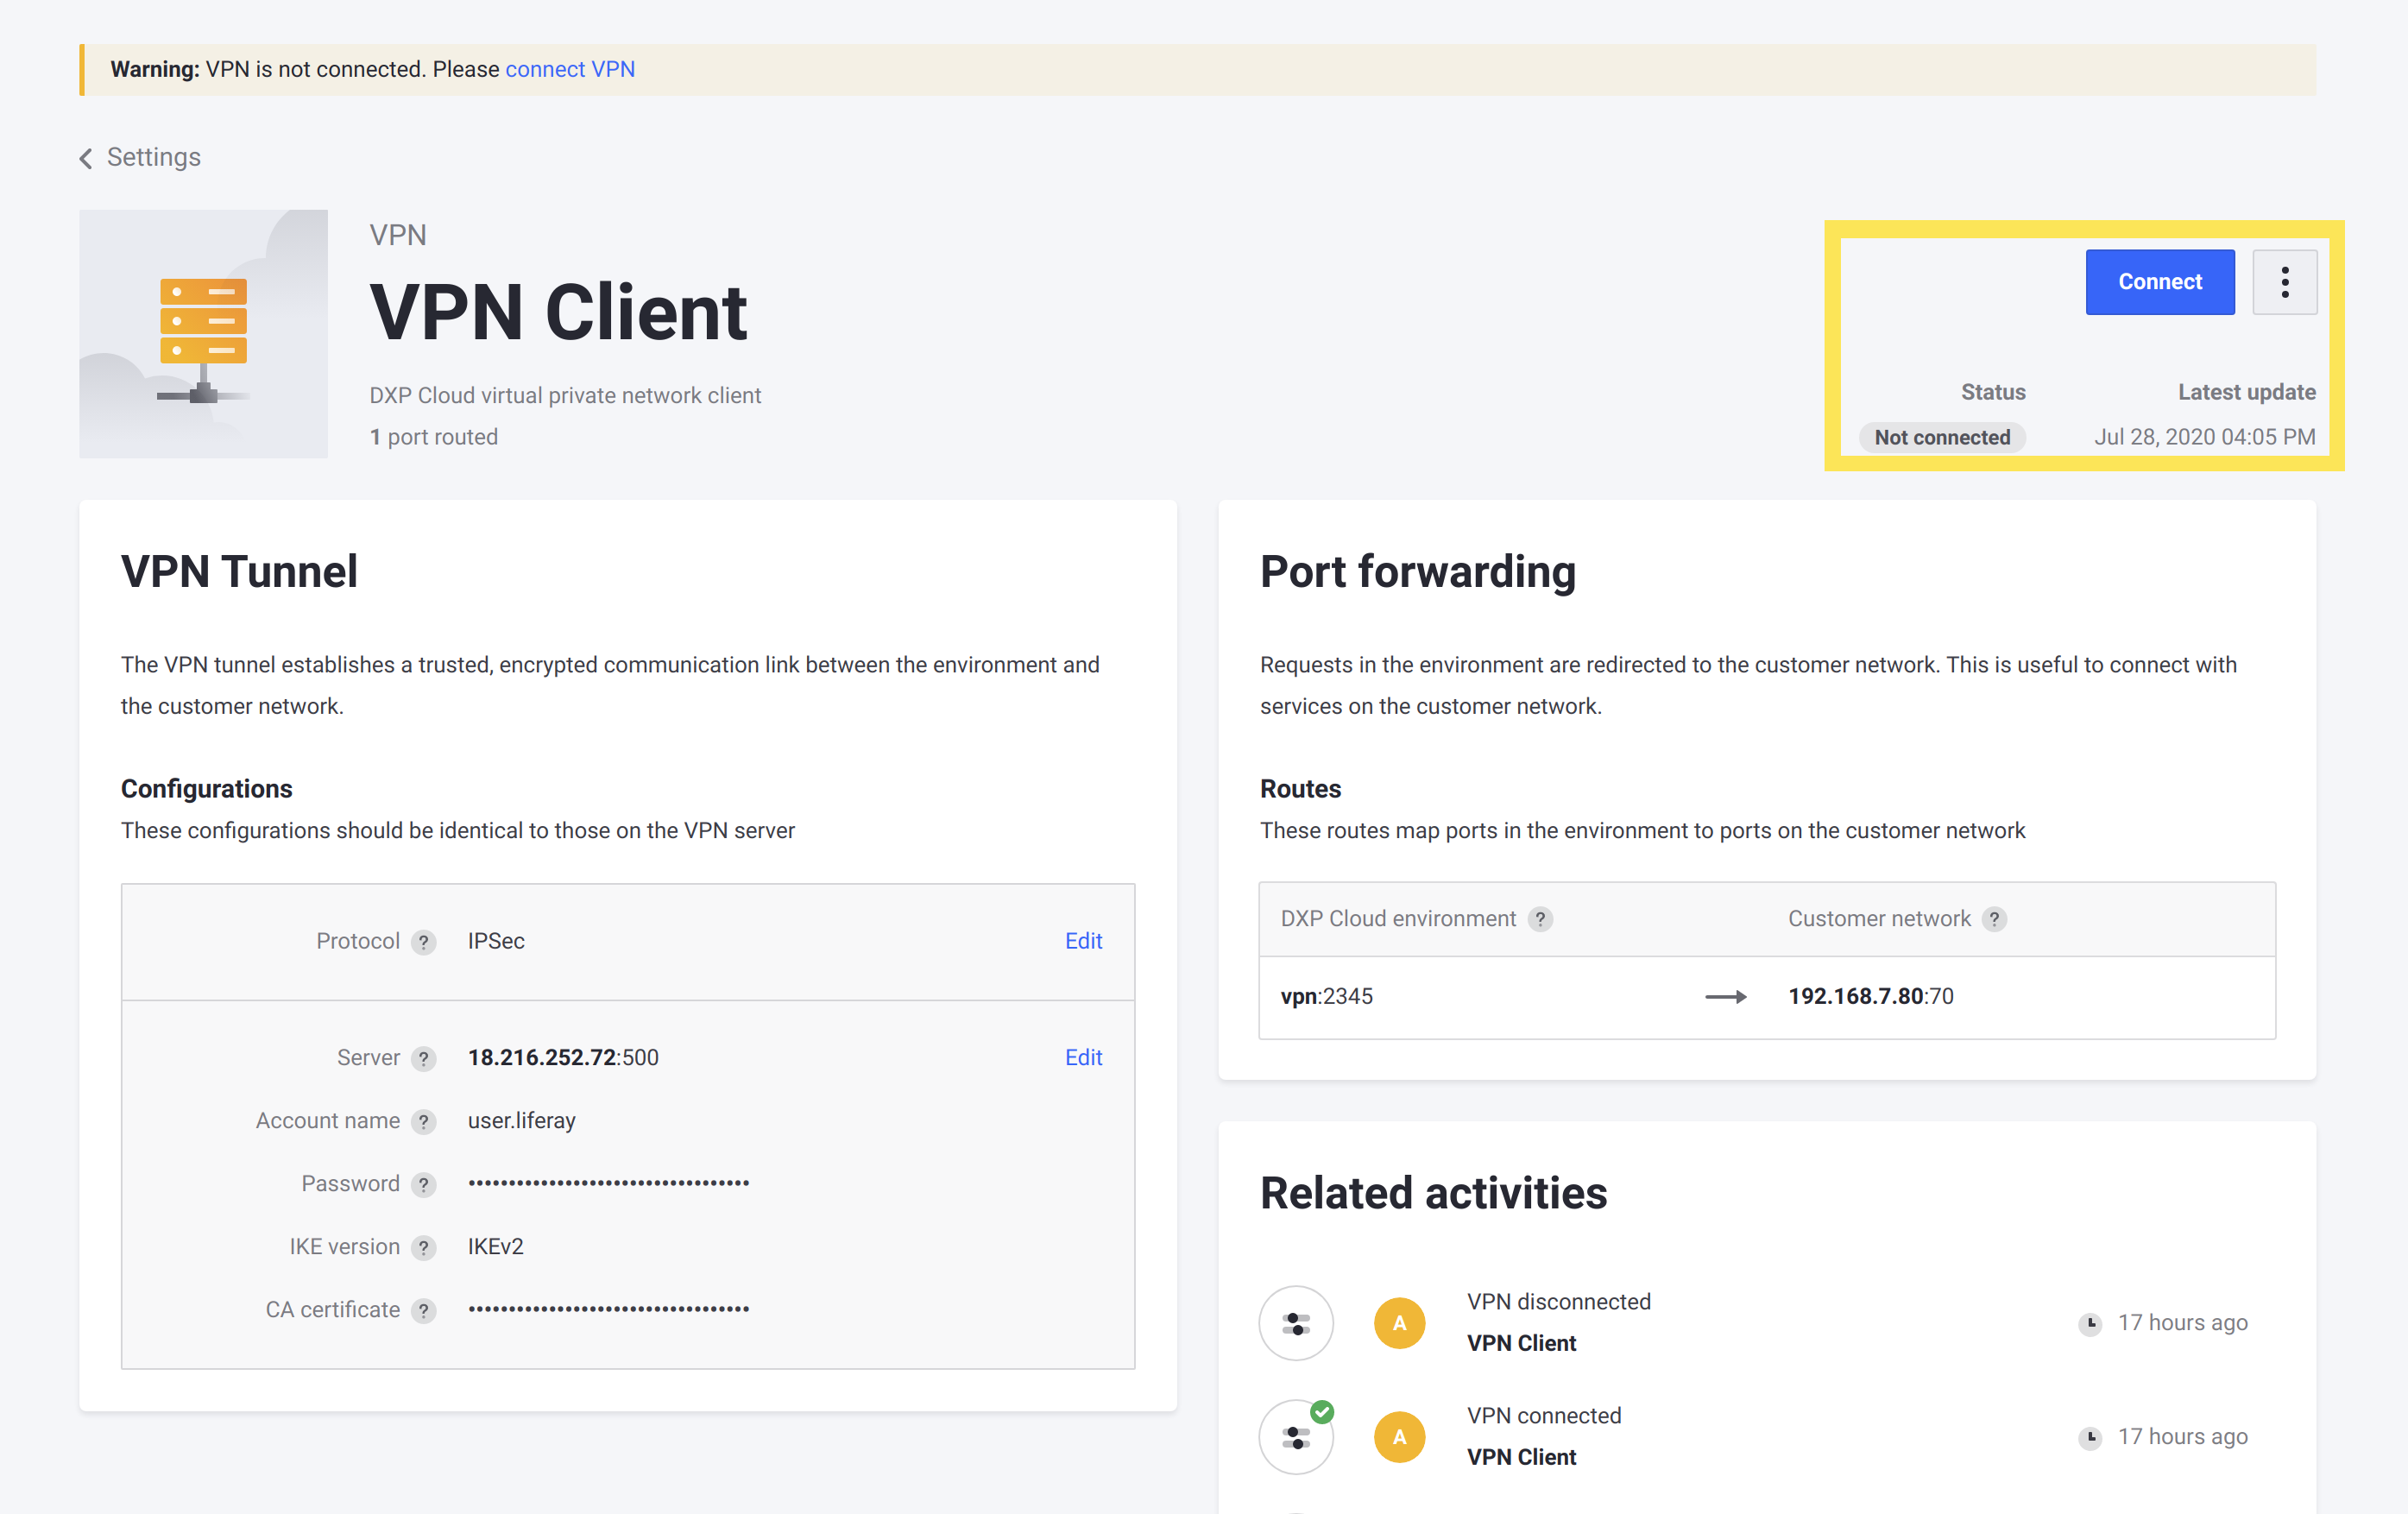 Warning: VPN is not connected. Please connect VPN
Settings
VPN
VPN Client
DXP Cloud virtual private network client
1 port routed
Connect
Status
Latest update
Not connected
Jul 28, 2020 04:05 PM
VPN Tunnel
The VPN tunnel establishes a trusted, encrypted communication link between the environment and
the customer network.
Configurations
These configurations should be identical to those on the VPN server
Protocol ? IPSec Edit
Server ? 18.216.252.72:500 Edit
Account name ? user.liferay
Password ? ••••••••••••••••••••••••••••••••••
IKE version ? IKEv2
CA certificate ? ••••••••••••••••••••••••••••••••••
Port forwarding
Requests in the environment are redirected to the customer network. This is useful to connect with
services on the customer network.
Routes
These routes map ports in the environment to ports on the customer network
DXP Cloud environment ? Customer network ?
vpn:2345 → 192.168.7.80:70
Related activities
A
VPN disconnected
VPN Client
17 hours ago
A
VPN connected
VPN Client
17 hours ago